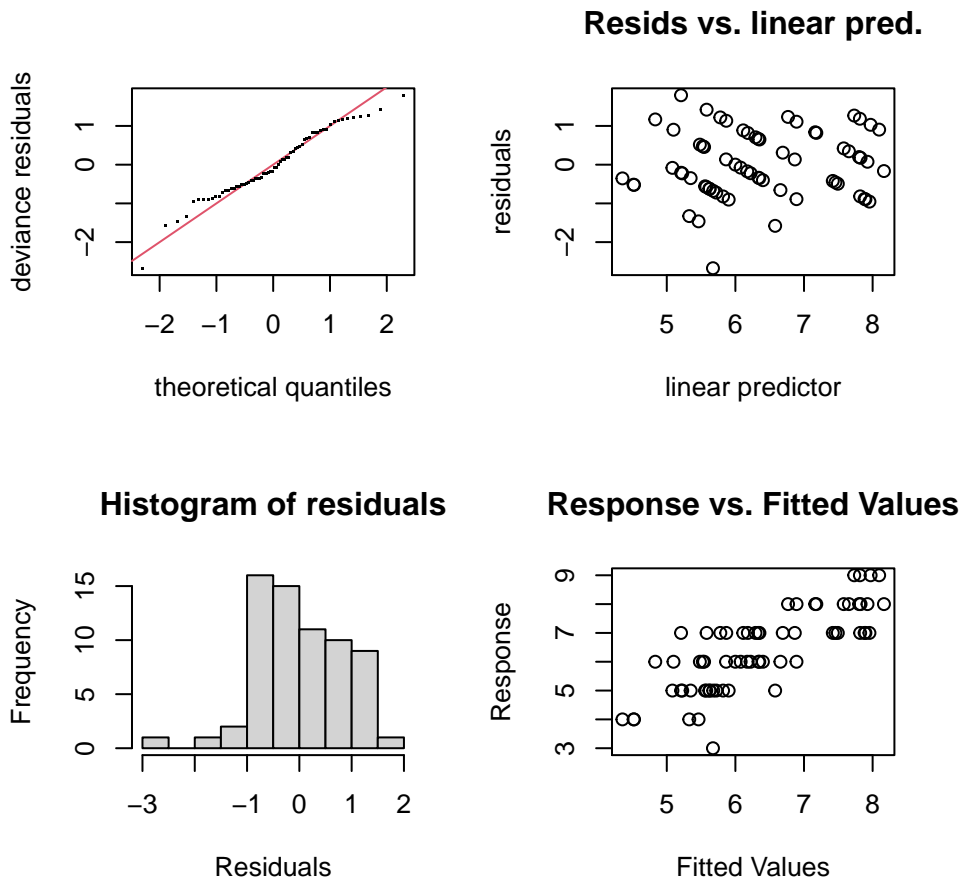 deviance residuals
1
0
−2
−2 −1 0 1 2
theoretical quantiles
Resids vs. linear pred.
residuals
1
0
−2
5 6 7 8
linear predictor
Histogram of residuals
Frequency
15
10
5
0
−3 −1 0 1 2
Residuals
Response vs. Fitted Values
Response
9
7
5
3
5 6 7 8
Fitted Values